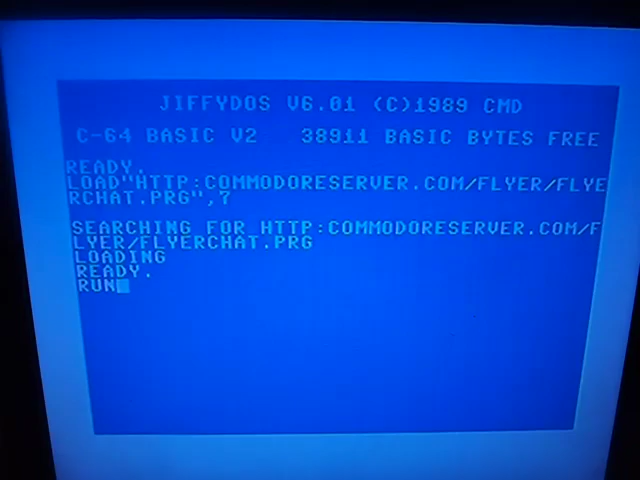 JIFFYDOS V6.01 (C)1989 CMD
C-64 BASIC V2 38911 BASIC BYTES FREE
READY.
LOAD"HTTP:COMMODORESERVER.COM/FLYER/FLYE
RCHAT.PRG",7
SEARCHING FOR HTTP:COMMODORESERVER.COM/F
LYER/FLYERCHAT.PRG
LOADING
READY.
RUN